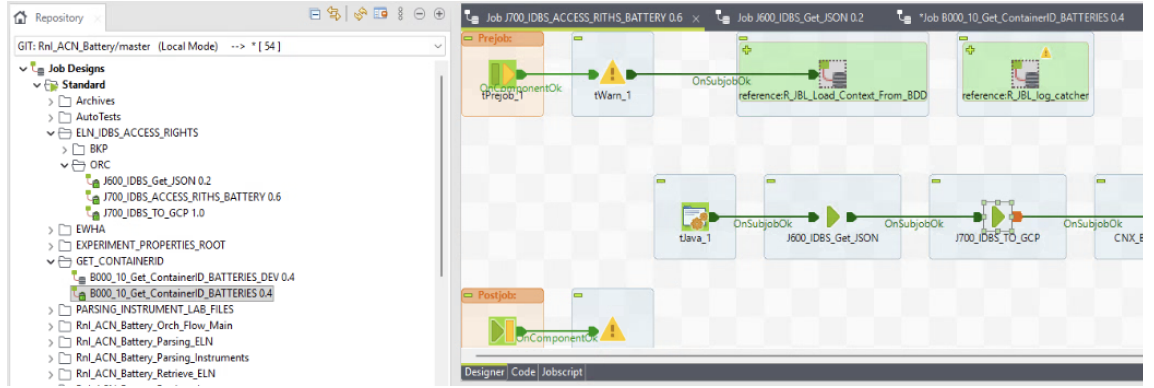 Repository
GIT: Rnl_ACN_Battery/master (Local Mode) --> *[ 54 ]
Job Designs
Standard
Archives
AutoTests
ELN_IDBS_ACCESS_RIGHTS
BKP
ORC
J600_IDBS_Get_JSON 0.2
J700_IDBS_ACCESS_RITHS_BATTERY 0.6
J700_IDBS_TO_GCP 1.0
EWHA
EXPERIMENT_PROPERTIES_ROOT
GET_CONTAINERID
B000_10_Get_ContainerID_BATTERIES_DEV 0.4
B000_10_Get_ContainerID_BATTERIES 0.4
PARSING_INSTRUMENT_LAB_FILES
Rnl_ACN_Battery_Orch_Flow_Main
Rnl_ACN_Battery_Parsing_ELN
Rnl_ACN_Battery_Parsing_Instruments
Rnl_ACN_Battery_Retrieve_ELN
Job J700_IDBS_ACCESS_RITHS_BATTERY 0.6
Job J600_IDBS_Get_JSON 0.2
*Job B000_10_Get_ContainerID_BATTERIES 0.4
Prejob:
OnComponentOk
tPrejob_1
tWarn_1
OnSubjobOk
reference:R_JBL_Load_Context_From_BDD
reference:R_JBL_log_catcher
tJava_1
OnSubjobOk
J600_IDBS_Get_JSON
OnSubjobOk
J700_IDBS_TO_GCP
OnSubjobOk
CNX_E
Postjob:
OnComponentOk
Designer Code Jobscript